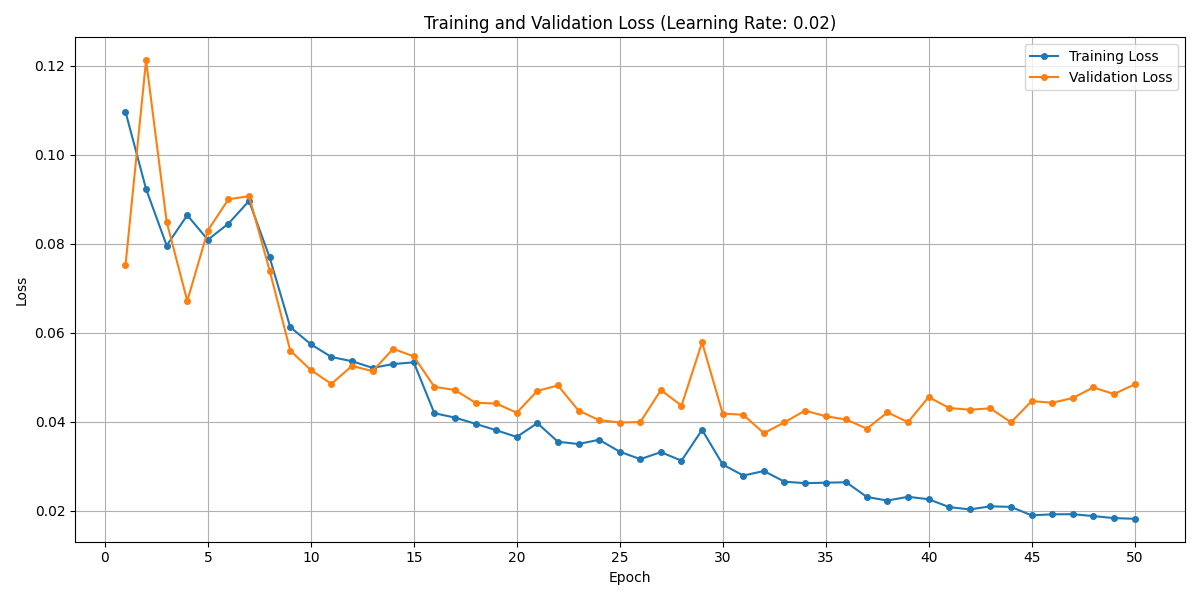 Training and Validation Loss (Learning Rate: 0.02)
Training Loss
Validation Loss
0.12
0.10
0.08
0.06
0.04
0.02
Loss
0 5 10 15 20 25 30 35 40 45 50
Epoch